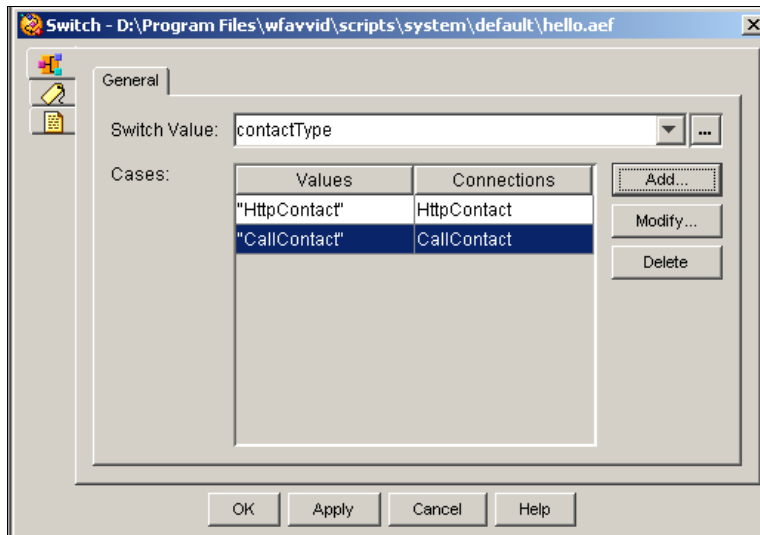 Switch - D:\Program Files\wfavvid\scripts\system\default\hello.aef
General
Switch Value: contactType ...
Cases: Values Connections Add...
"HttpContact" HttpContact Modify...
"CallContact" CallContact
Delete
OK Apply Cancel Help